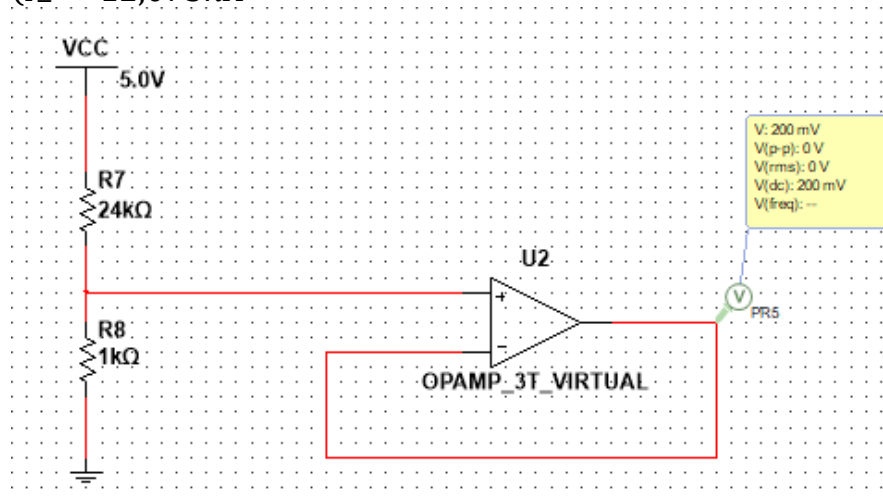 VCC
5.0V
R7
24kΩ
R8
1kΩ
U2
+
−
OPAMP_3T_VIRTUAL
V
PR5
V: 200 mV
V(p-p): 0 V
V(rms): 0 V
V(dc): 200 mV
V(freq): --